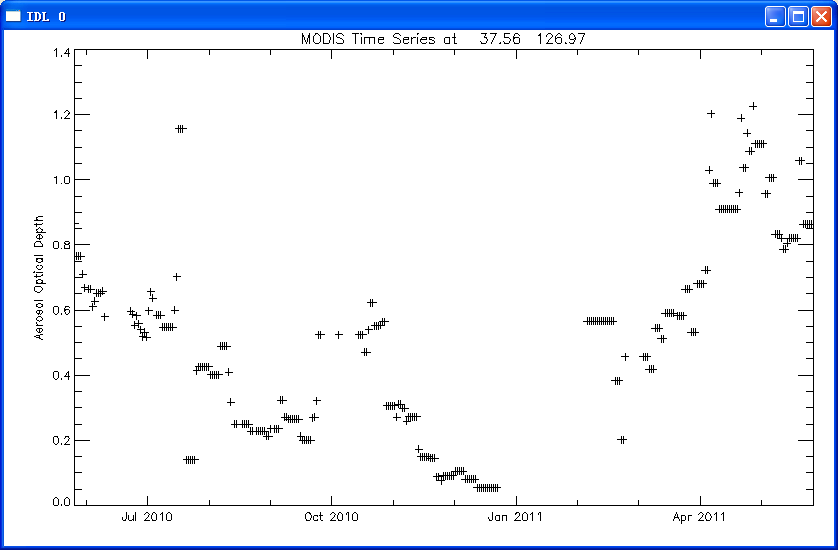 IDL 0
MODIS Time Series at 37.56 126.97
1.4
1.2
1.0
0.8
0.6
0.4
0.2
0.0
Aerosol Optical Depth
Jul 2010 Oct 2010 Jan 2011 Apr 2011